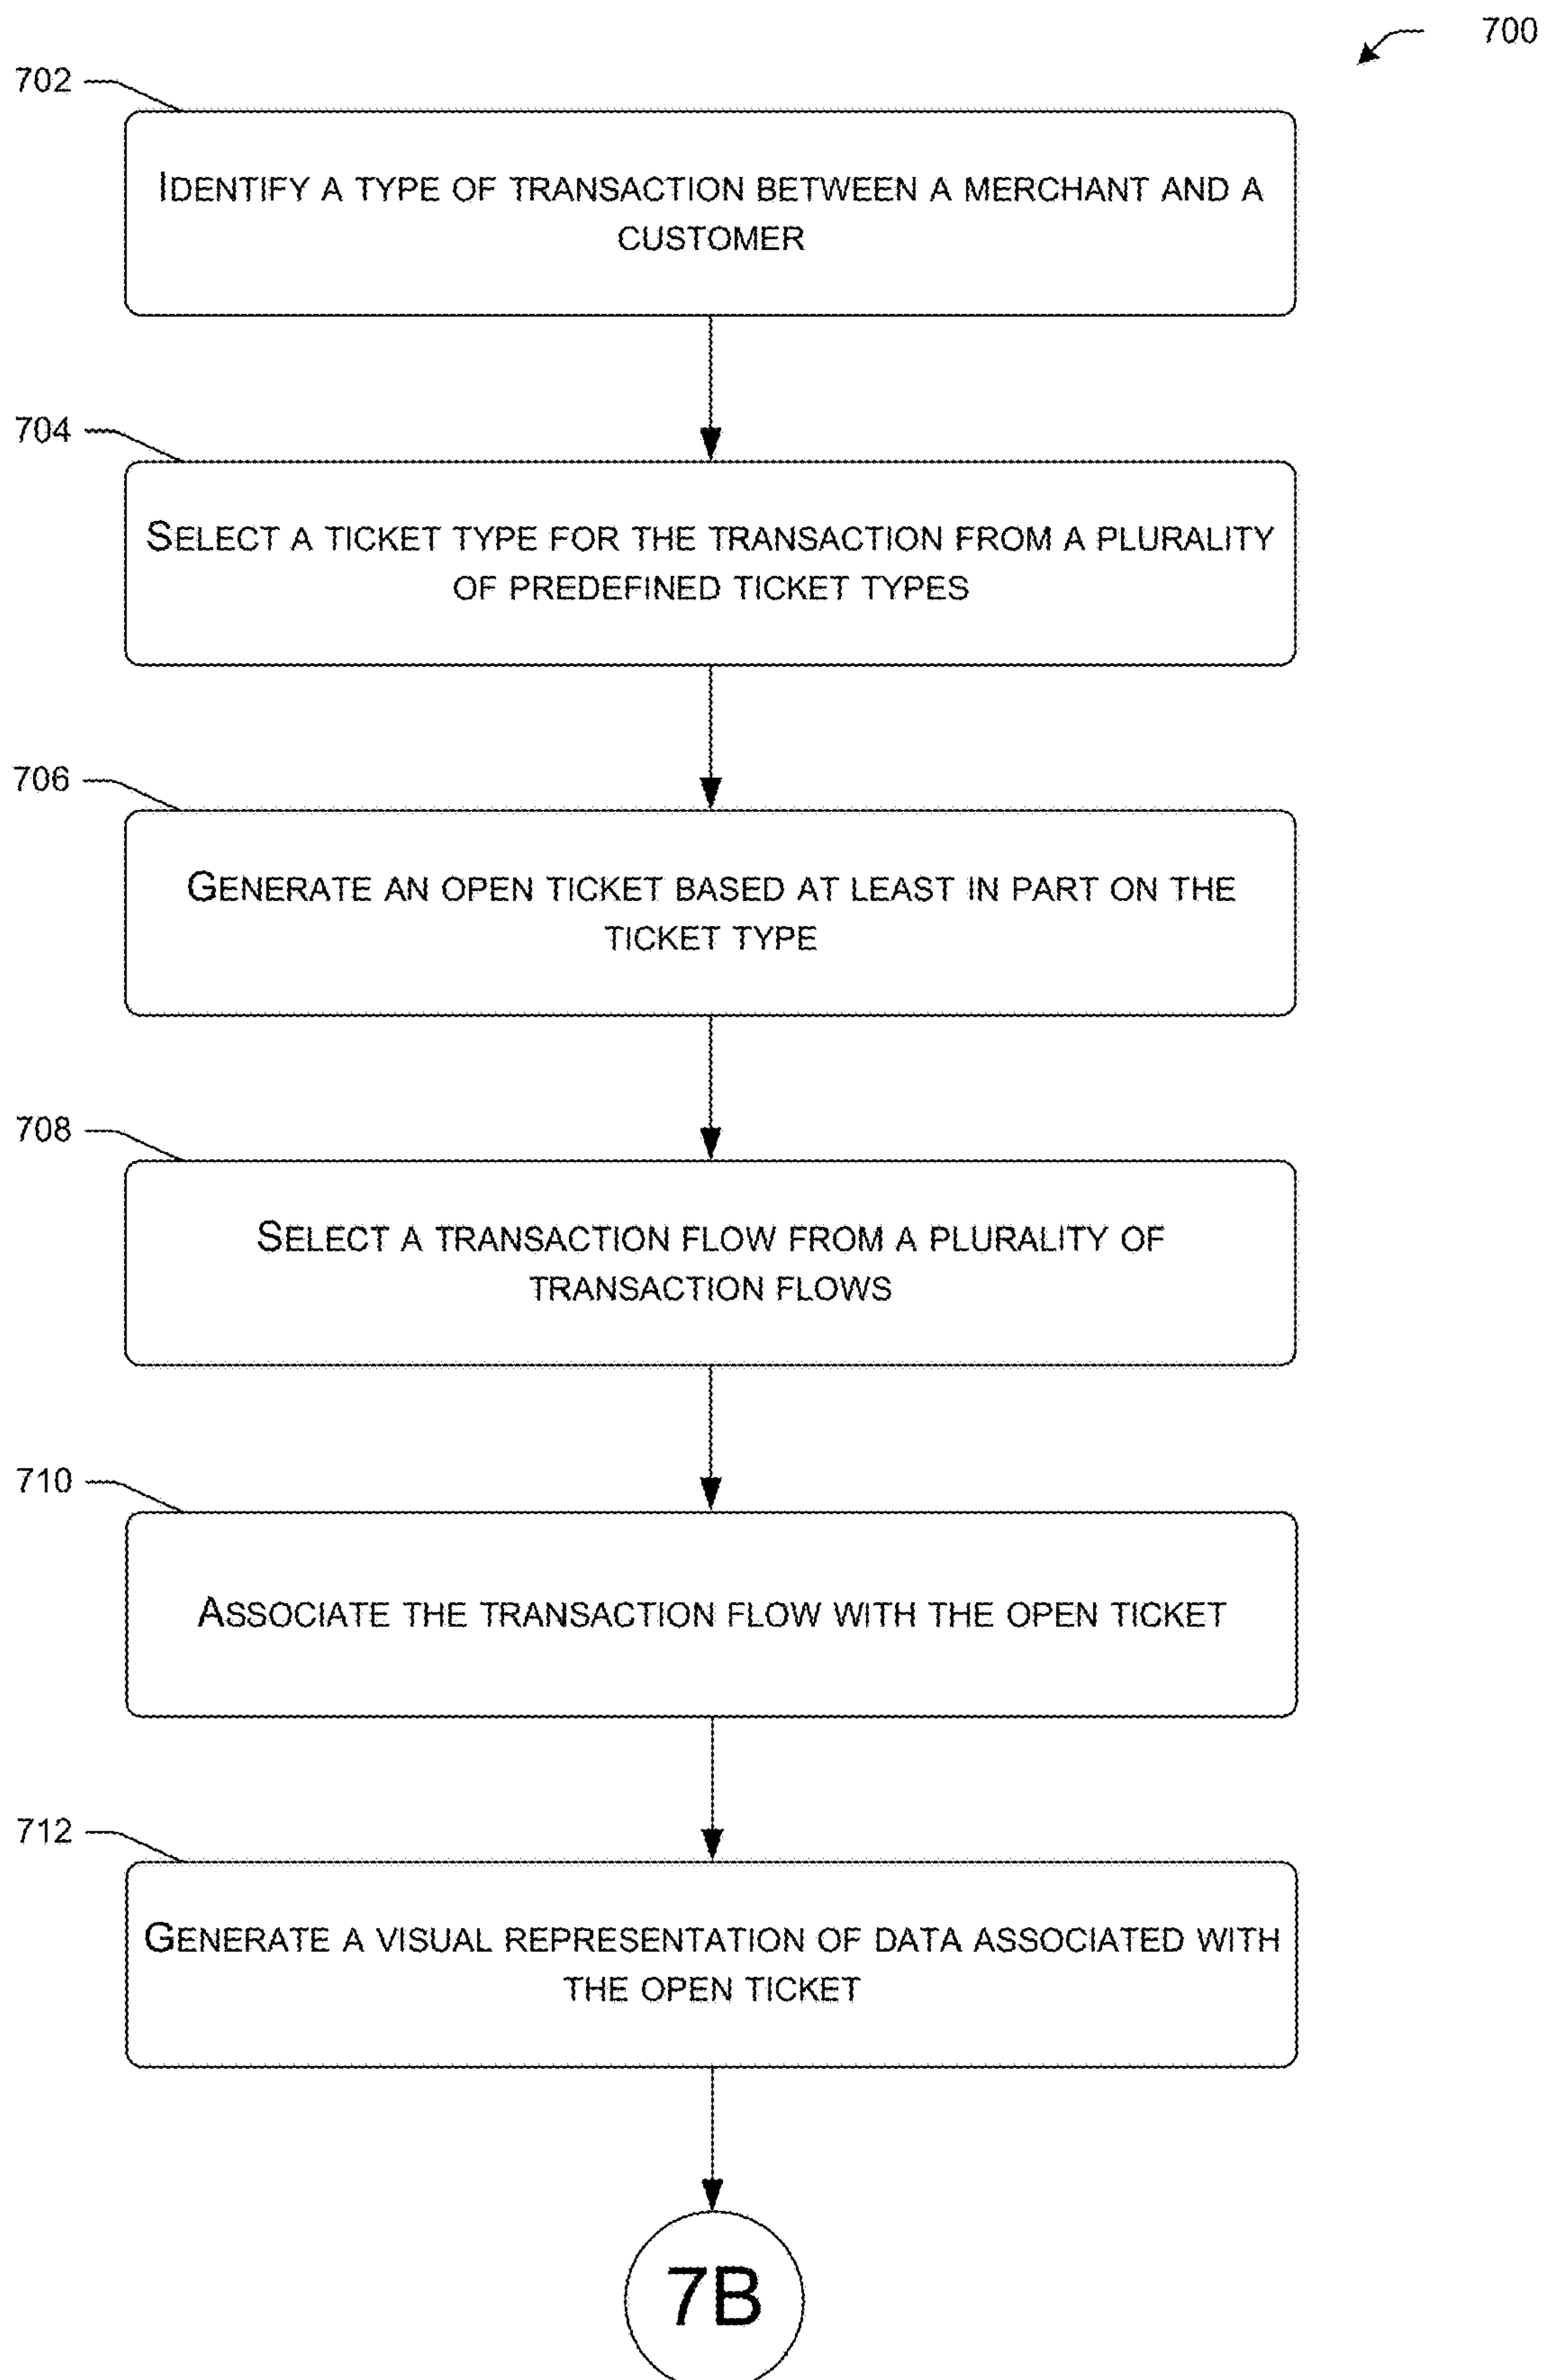 700
702
IDENTIFY A TYPE OF TRANSACTION BETWEEN A MERCHANT AND A
CUSTOMER
704
SELECT A TICKET TYPE FOR THE TRANSACTION FROM A PLURALITY
OF PREDEFINED TICKET TYPES
706
GENERATE AN OPEN TICKET BASED AT LEAST IN PART ON THE
TICKET TYPE
708
SELECT A TRANSACTION FLOW FROM A PLURALITY OF
TRANSACTION FLOWS
710
ASSOCIATE THE TRANSACTION FLOW WITH THE OPEN TICKET
712
GENERATE A VISUAL REPRESENTATION OF DATA ASSOCIATED WITH
THE OPEN TICKET
7B